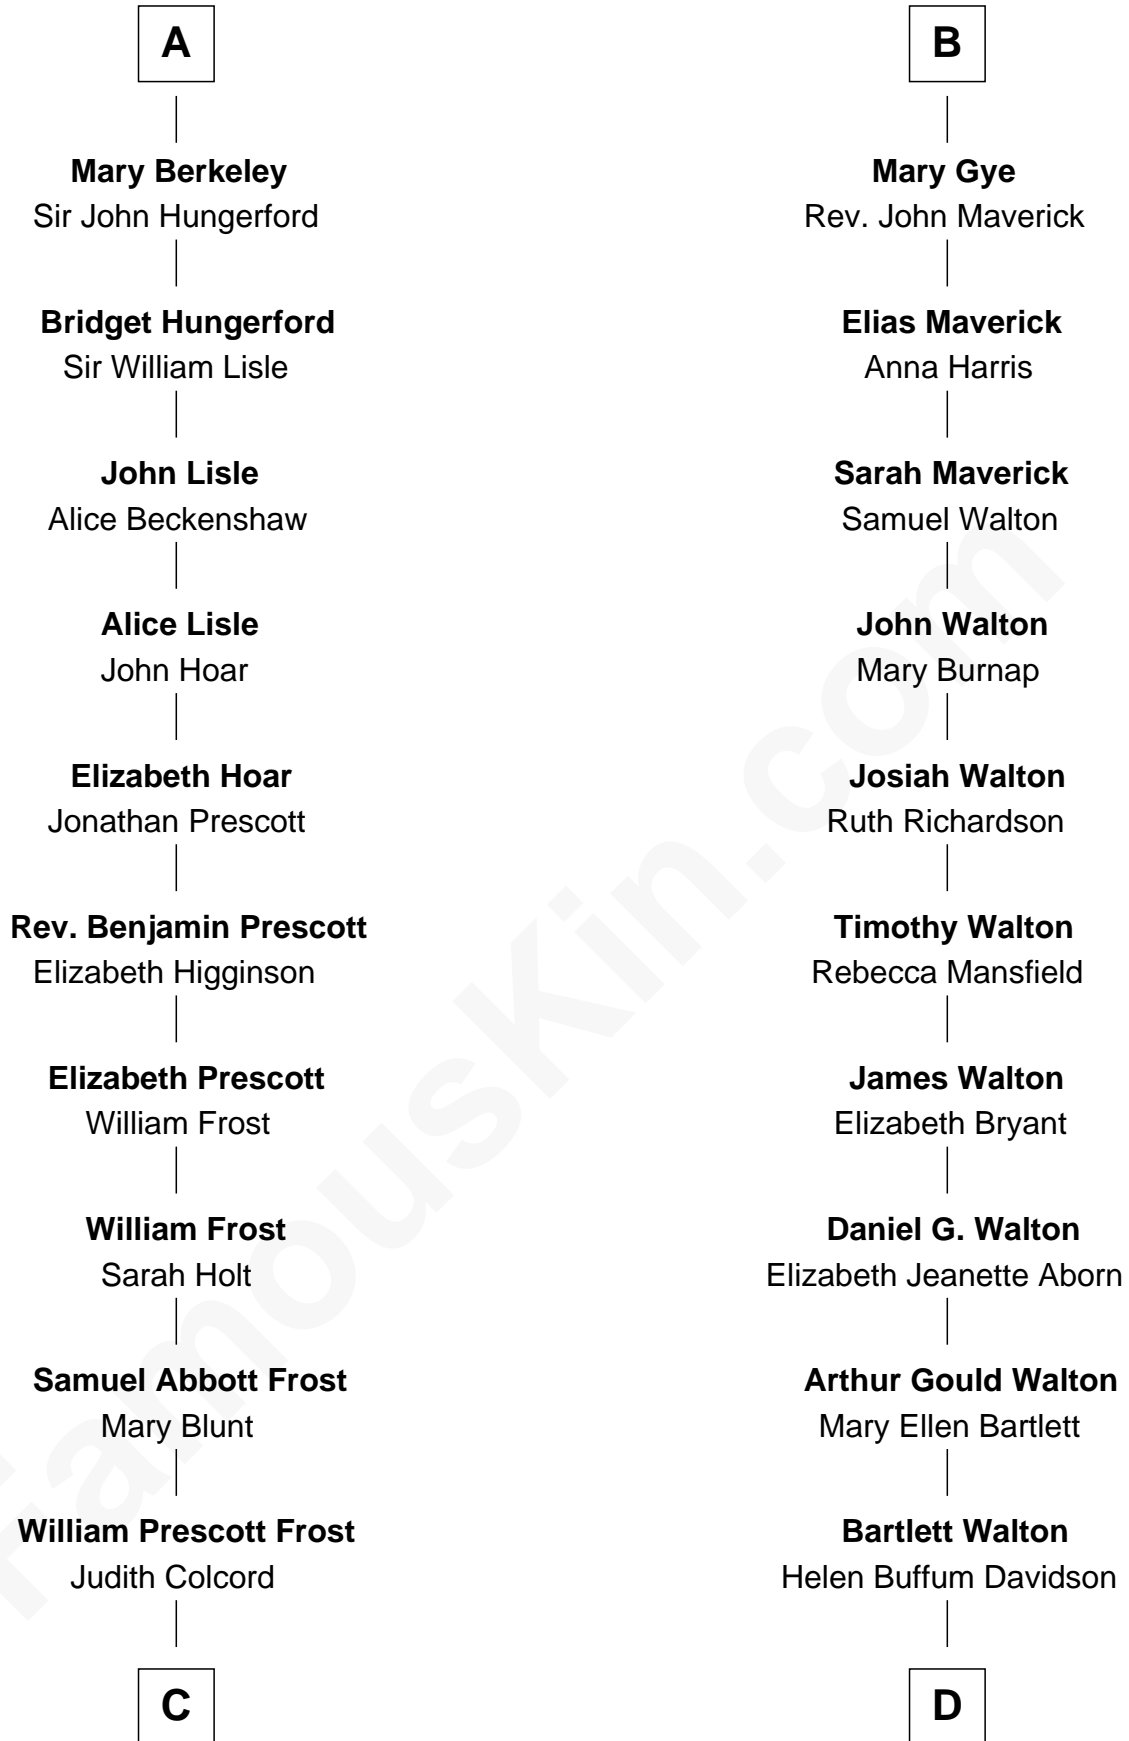 A
Mary Berkeley
Sir John Hungerford
Bridget Hungerford
Sir William Lisle
John Lisle
Alice Beckenshaw
Alice Lisle
John Hoar
Elizabeth Hoar
Jonathan Prescott
Rev. Benjamin Prescott
Elizabeth Higginson
Elizabeth Prescott
William Frost
William Frost
Sarah Holt
Samuel Abbott Frost
Mary Blunt
William Prescott Frost
Judith Colcord
C
B
Mary Gye
Rev. John Maverick
Elias Maverick
Anna Harris
Sarah Maverick
Samuel Walton
John Walton
Mary Burnap
Josiah Walton
Ruth Richardson
Timothy Walton
Rebecca Mansfield
James Walton
Elizabeth Bryant
Daniel G. Walton
Elizabeth Jeanette Aborn
Arthur Gould Walton
Mary Ellen Bartlett
Bartlett Walton
Helen Buffum Davidson
D
FamousKin.com